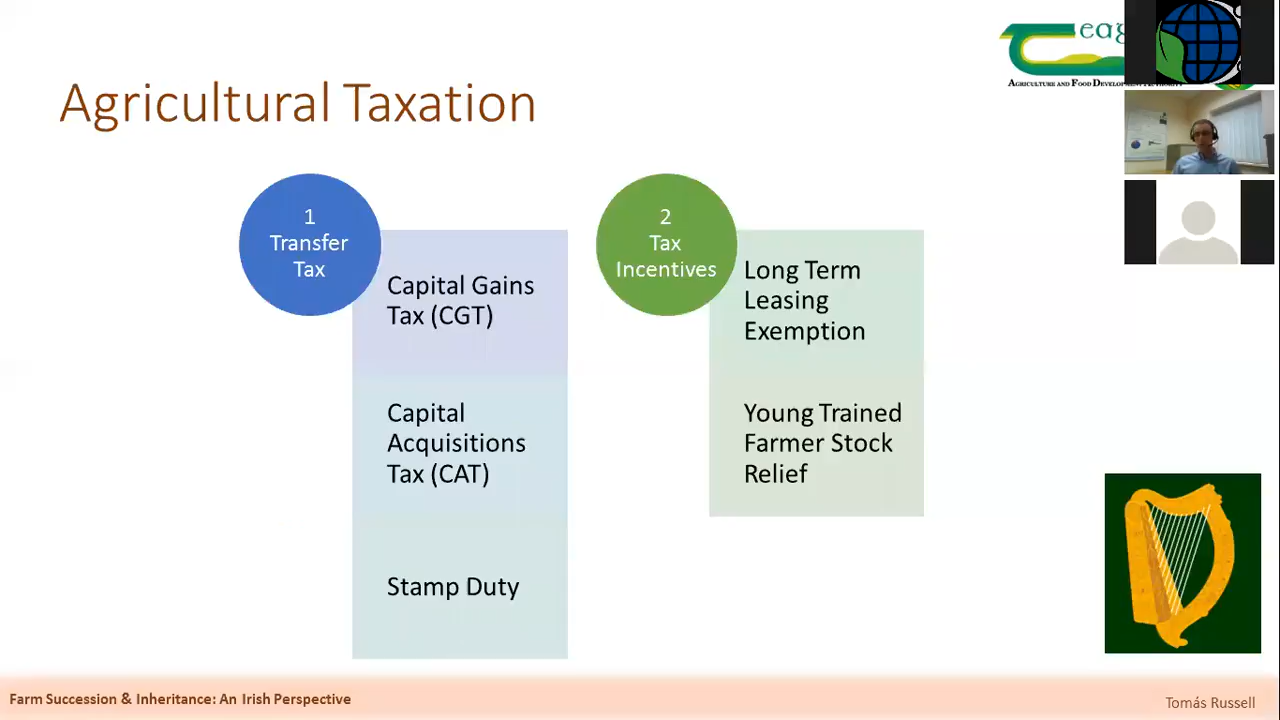 eag
AGRICULTURE AND FOOD DEVELOPMENT AUTHORITY
Agricultural Taxation
1
Transfer
Tax
Capital Gains
Tax (CGT)
Capital
Acquisitions
Tax (CAT)
Stamp Duty
2
Tax
Incentives
Long Term
Leasing
Exemption
Young Trained
Farmer Stock
Relief
Farm Succession & Inheritance: An Irish Perspective
Tomás Russell